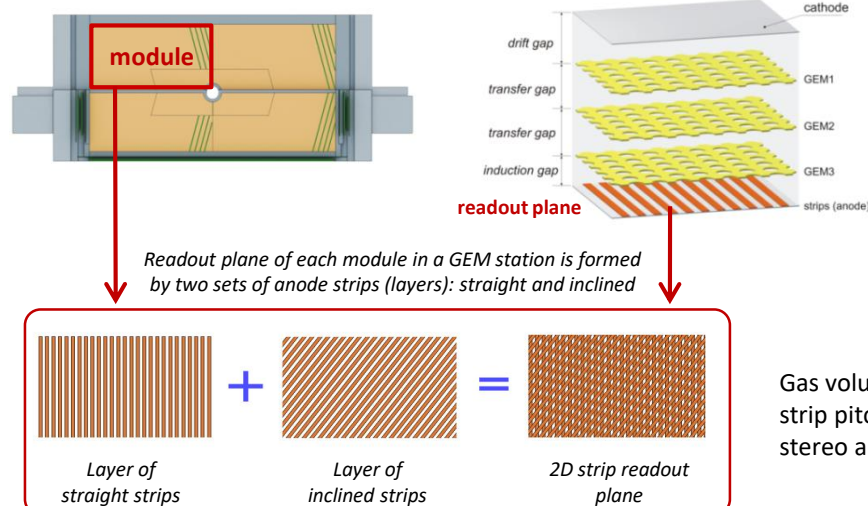 module
cathode
drift gap
GEM1
transfer gap
GEM2
transfer gap
GEM3
induction gap
strips (anode)
readout plane
Readout plane of each module in a GEM station is formed
by two sets of anode strips (layers): straight and inclined
+
=
Layer of
straight strips
Layer of
inclined strips
2D strip readout
plane
Gas volu
strip pitc
stereo a